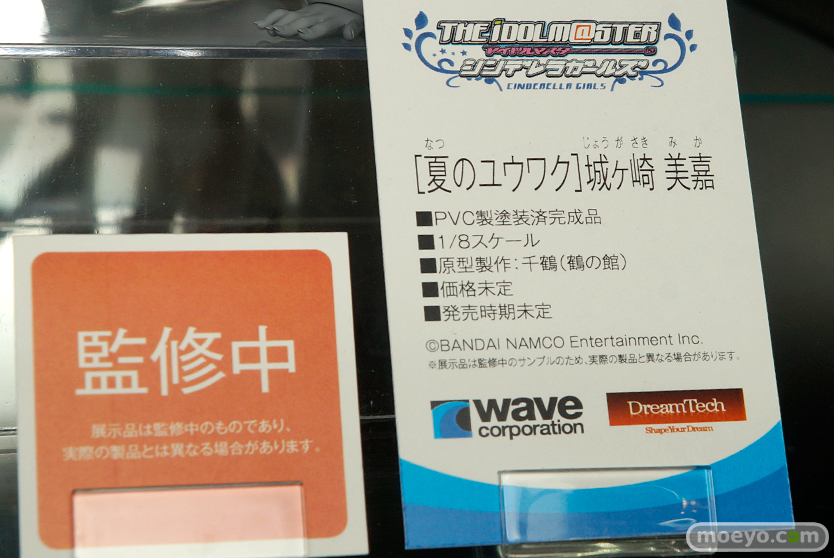 THE iDOLM@STER
アイドルマスター
シンデレラガールズ
CINDERELLA GIRLS
なつ じょうがさき みか
[夏のユウワク]城ヶ崎 美嘉
■PVC製塗装済完成品
■1/8スケール
■原型製作:千鶴(鶴の館)
■価格未定
■発売時期未定
©BANDAI NAMCO Entertainment Inc.
※展示品は監修中のサンプルのため、実際の製品と異なる場合があります。
wave
corporation
DreamTech
ShapeYourDream
監修中
展示品は監修中のものであり、
実際の製品とは異なる場合があります。
moeyo.com